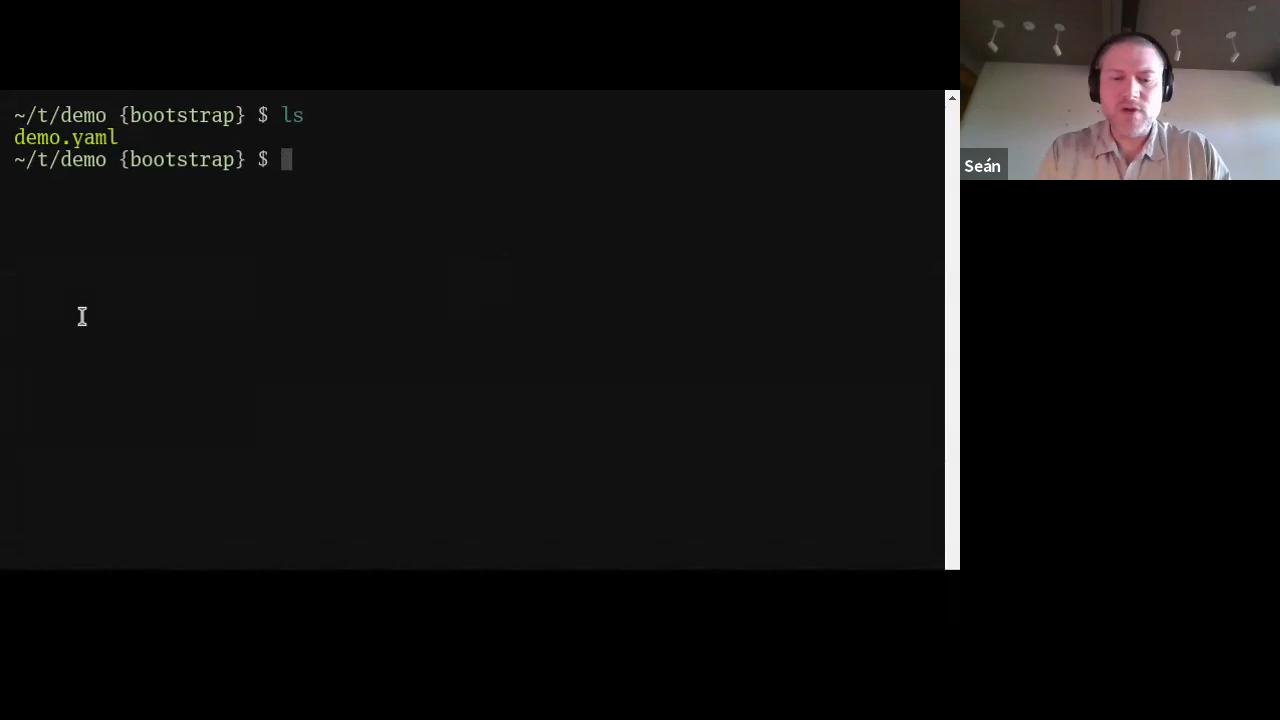 ~/t/demo {bootstrap} $ ls
demo.yaml
~/t/demo {bootstrap} $
Seán